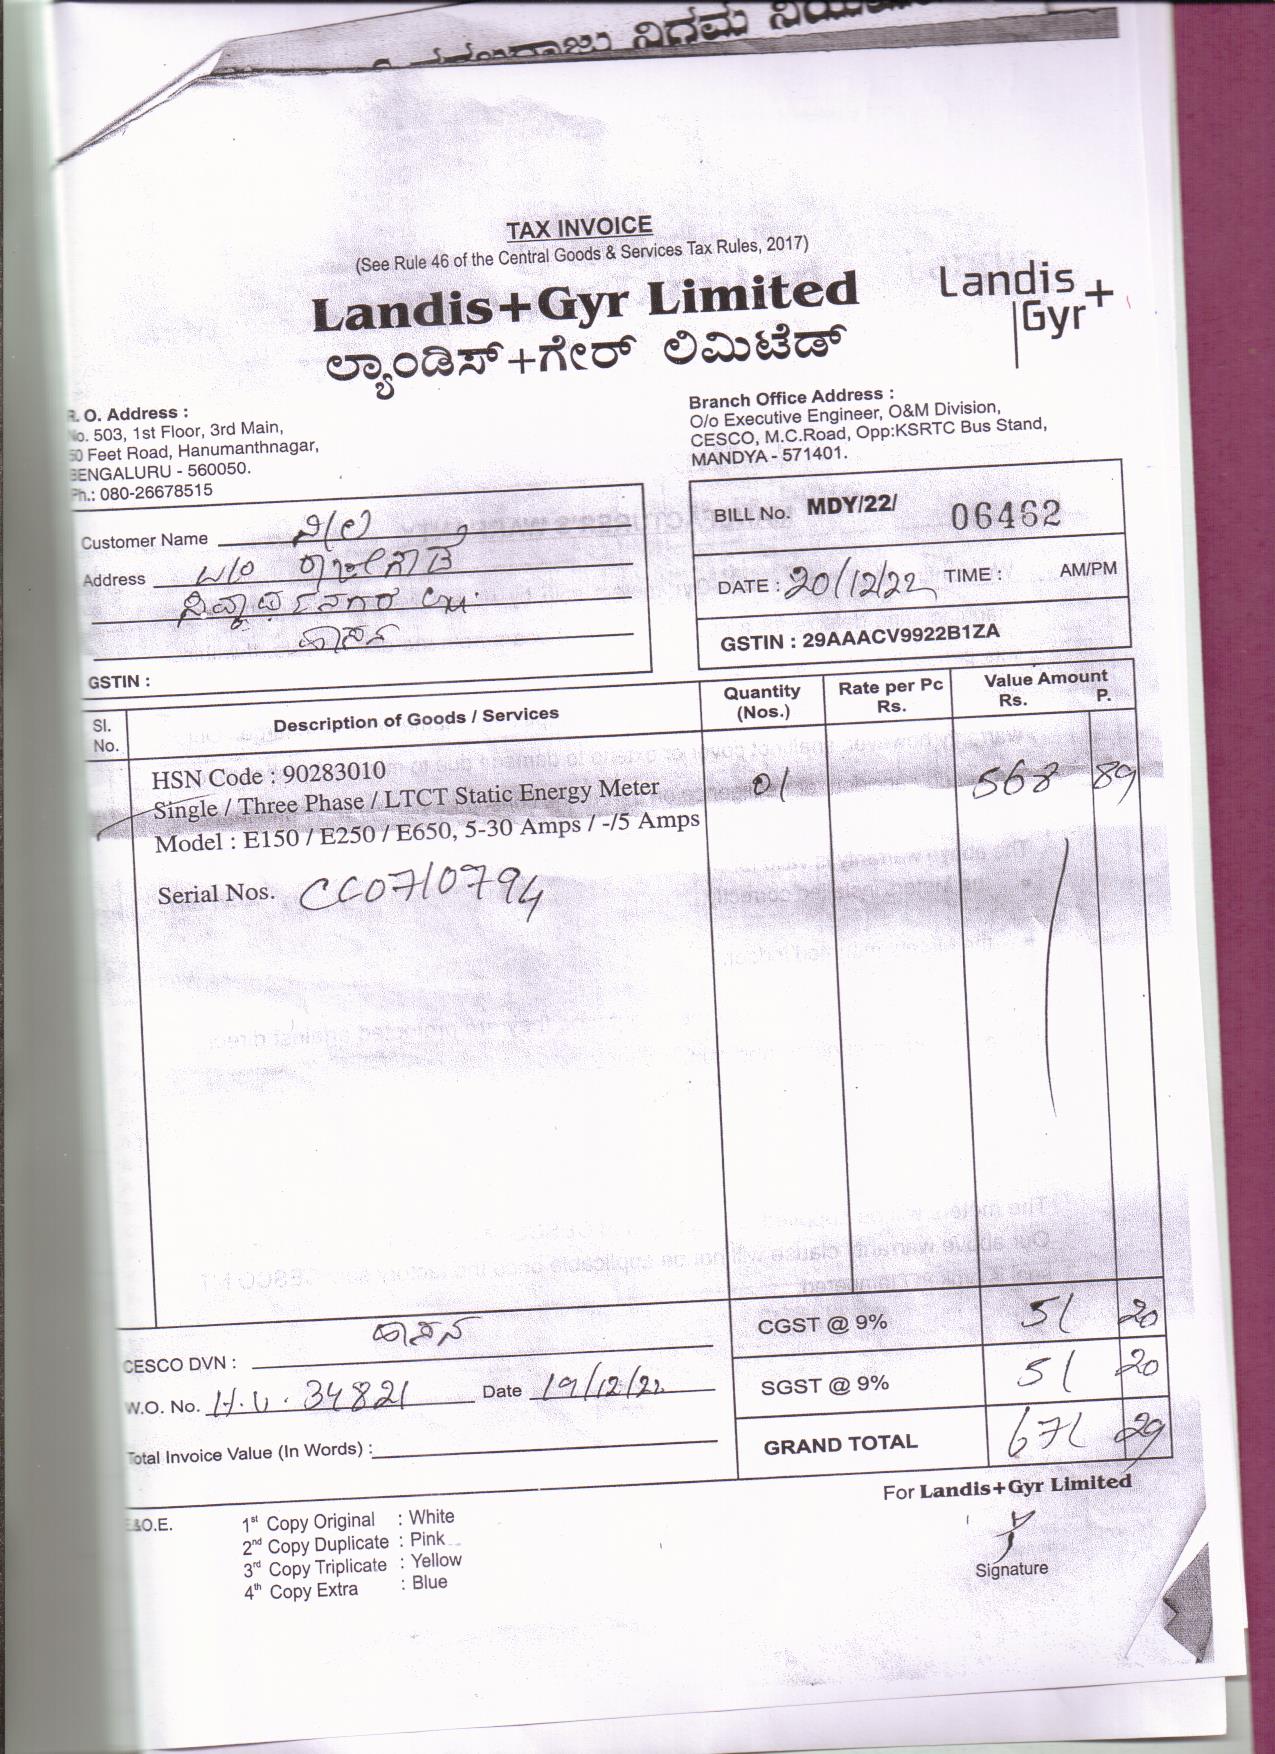 ನಿಗಮ
TAX INVOICE
(See Rule 46 of the Central Goods & Services Tax Rules, 2017)
Landis+Gyr Limited
ಲ್ಯಾಂಡಿಸ್+ಗೇರ್ ಲಿಮಿಟೆಡ್
Landis
Gyr+
R. O. Address :
No. 503, 1st Floor, 3rd Main,
50 Feet Road, Hanumanthnagar,
BENGALURU - 560050.
Ph.: 080-26678515
Branch Office Address :
O/o Executive Engineer, O&M Division,
CESCO, M.C.Road, Opp:KSRTC Bus Stand,
MANDYA - 571401.
Customer Name
Address
ಹಾಸನ
GSTIN :
BILL No. MDY/22/ 06462
DATE : 20/12/22 TIME : AM/PM
GSTIN : 29AAACV9922B1ZA
Sl. No. Description of Goods / Services Quantity (Nos.) Rate per Pc Rs. Value Amount Rs. P.
HSN Code : 90283010
Single / Three Phase / LTCT Static Energy Meter 01 568 89
Model : E150 / E250 / E650, 5-30 Amps / -/5 Amps
Serial Nos. CC0710794
CGST @ 9% 51 20
SGST @ 9% 51 20
GRAND TOTAL 671 29
CESCO DVN : ಹಾಸನ
W.O. No. 34821 Date 19/12/22
Total Invoice Value (In Words) :
For Landis+Gyr Limited
Signature
E&O.E.
1st Copy Original : White
2nd Copy Duplicate : Pink
3rd Copy Triplicate : Yellow
4th Copy Extra : Blue